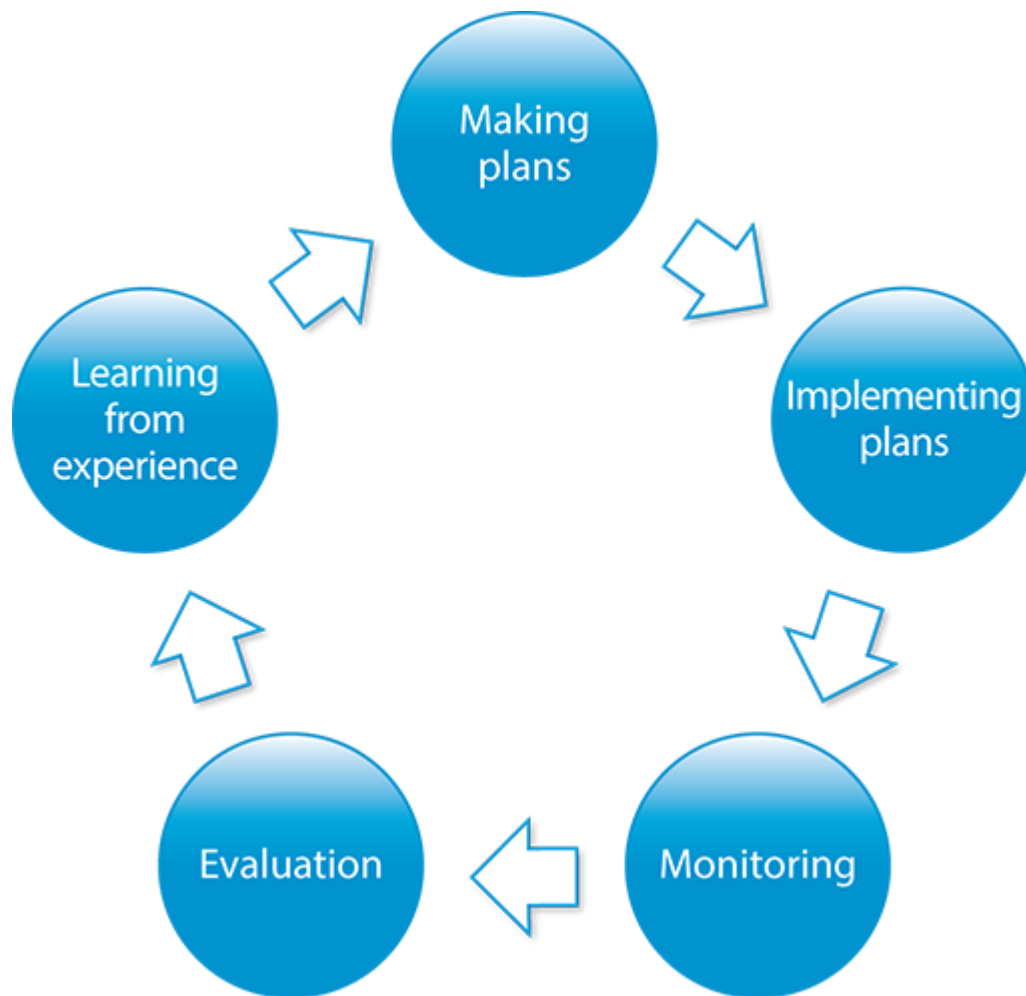 Making
plans
Implementing
plans
Monitoring
Evaluation
Learning
from
experience